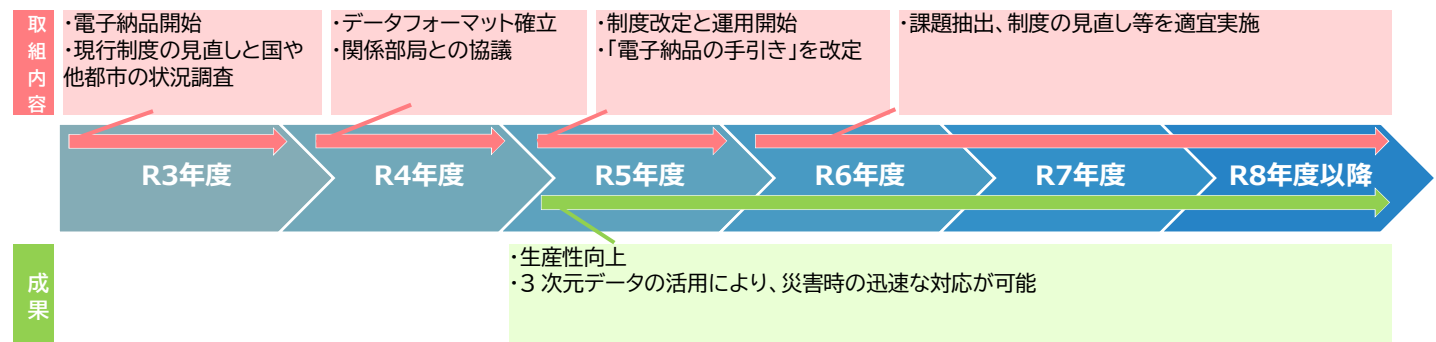 取組内容
・電子納品開始
・現行制度の見直しと国や
他都市の状況調査
・データフォーマット確立
・関係部局との協議
・制度改定と運用開始
・「電子納品の手引き」を改定
・課題抽出、制度の見直し等を適宜実施
R3年度
R4年度
R5年度
R6年度
R7年度
R8年度以降
成果
・生産性向上
・3 次元データの活用により、災害時の迅速な対応が可能